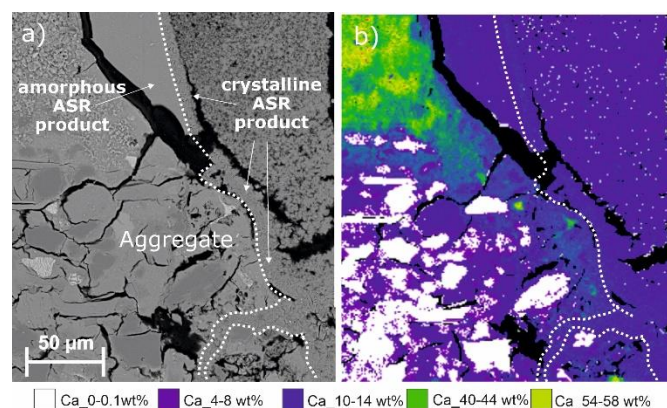 a)
b)
amorphous
ASR
product
crystalline
ASR
product
Aggregate
50 µm
Ca_0-0.1wt% Ca_4-8 wt% Ca_10-14 wt% Ca_40-44 wt% Ca 54-58 wt%